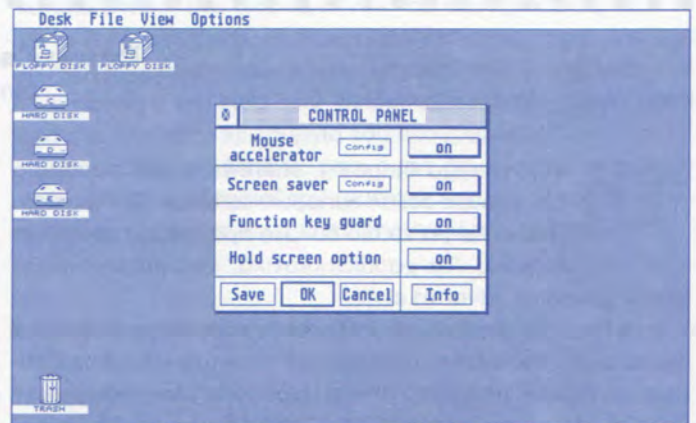 Desk File View Options
A B
FLOPPY DISK FLOPPY DISK
C
HARD DISK
D
HARD DISK
E
HARD DISK
CONTROL PANEL
Mouse
accelerator Config on
Screen saver Config on
Function key guard on
Hold screen option on
Save OK Cancel Info
TRASH